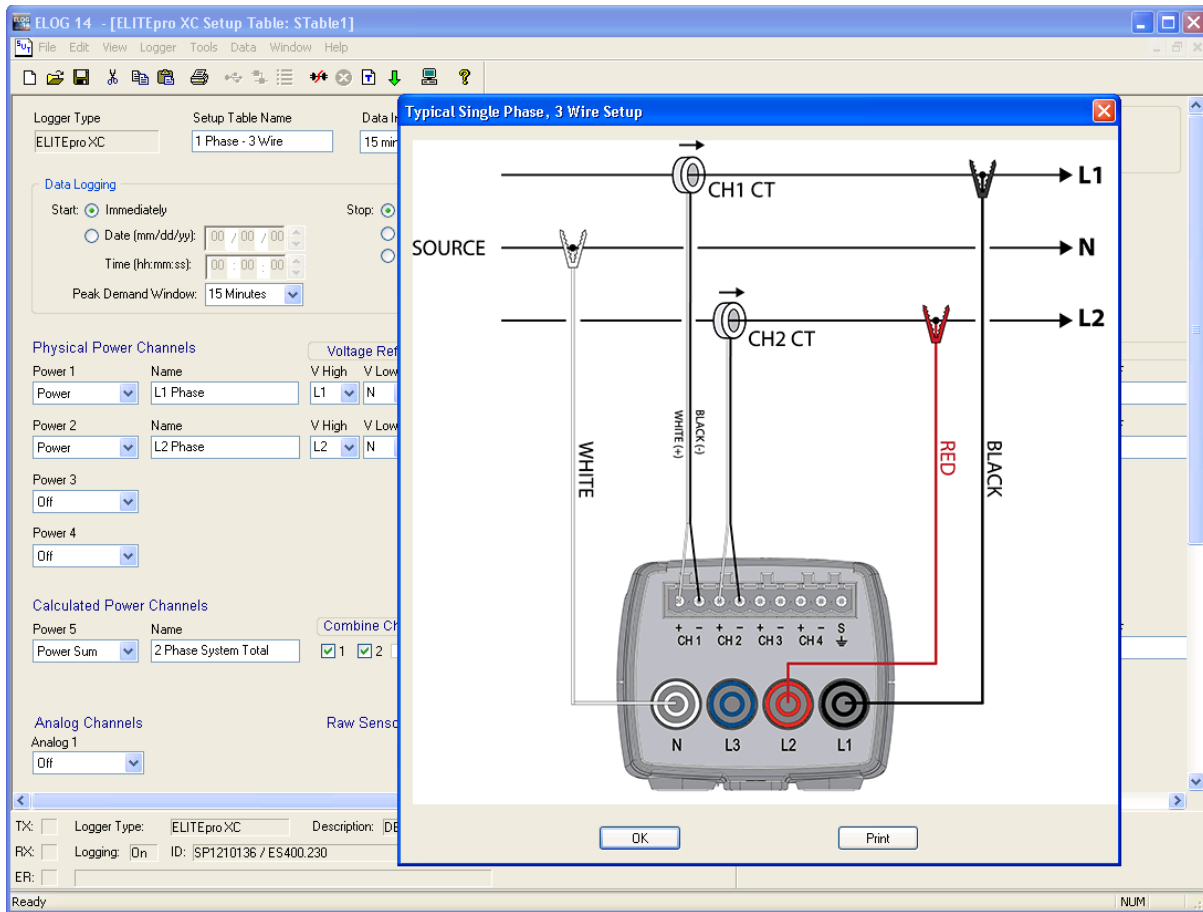 ELOG 14 - [ELITEpro XC Setup Table: STable1]
File Edit View Logger Tools Data Window Help
Logger Type
Setup Table Name
Data In
ELITEpro XC
1 Phase - 3 Wire
15 min
Data Logging
Start: Immediately
Stop:
Date (mm/dd/yy): 00 / 00 / 00
Time (hh:mm:ss): 00 : 00 : 00
Peak Demand Window: 15 Minutes
Physical Power Channels
Voltage Ref
Power 1
Name
V High
V Low
Power
L1 Phase
L1
N
Power 2
Name
V High
V Low
Power
L2 Phase
L2
N
Power 3
Off
Power 4
Off
Calculated Power Channels
Combine Ch
Power 5
Name
Power Sum
2 Phase System Total
1
2
Analog Channels
Raw Senso
Analog 1
Off
TX:
Logger Type:
ELITEpro XC
Description:
DE
RX:
Logging:
On
ID:
SP1210136 / ES400.230
ER:
Ready
NUM
Typical Single Phase, 3 Wire Setup
CH1 CT
L1
SOURCE
N
CH2 CT
L2
WHITE (+)
BLACK (-)
WHITE
RED
BLACK
+ - + - + - + - S
CH 1 CH 2 CH 3 CH 4
N L3 L2 L1
OK
Print